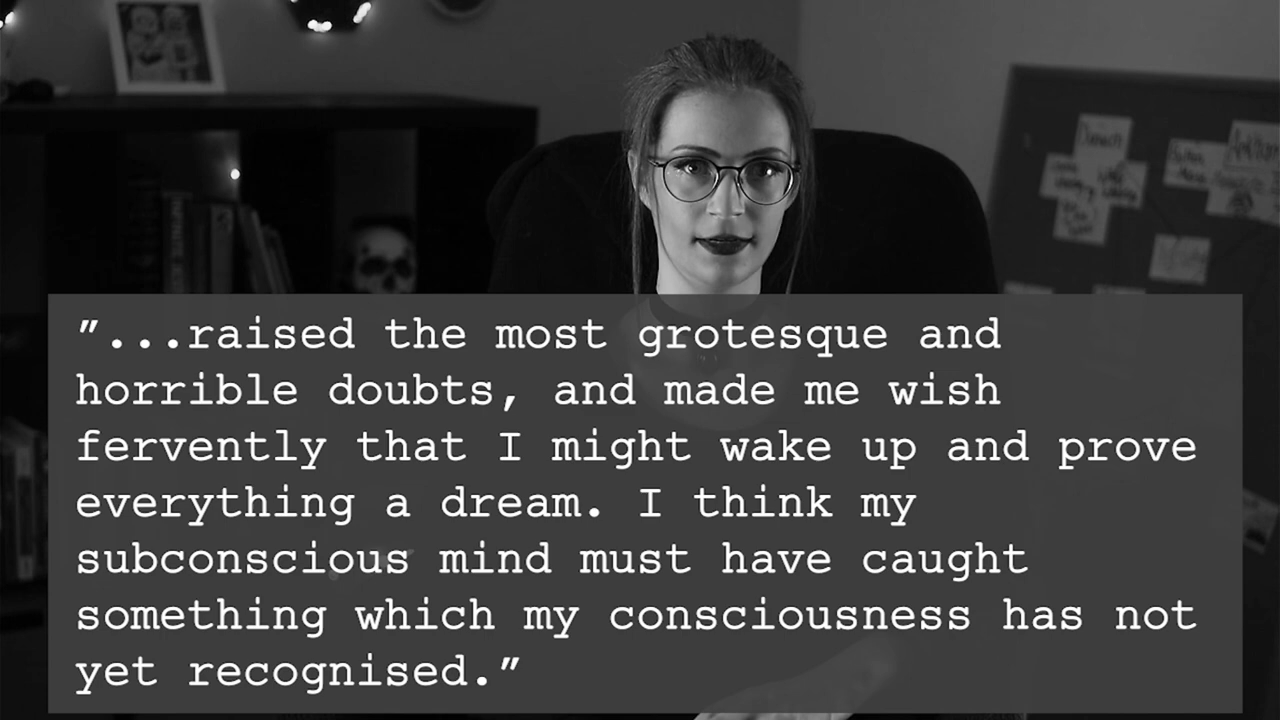 "...raised the most grotesque and
horrible doubts, and made me wish
fervently that I might wake up and prove
everything a dream. I think my
subconscious mind must have caught
something which my consciousness has not
yet recognised."